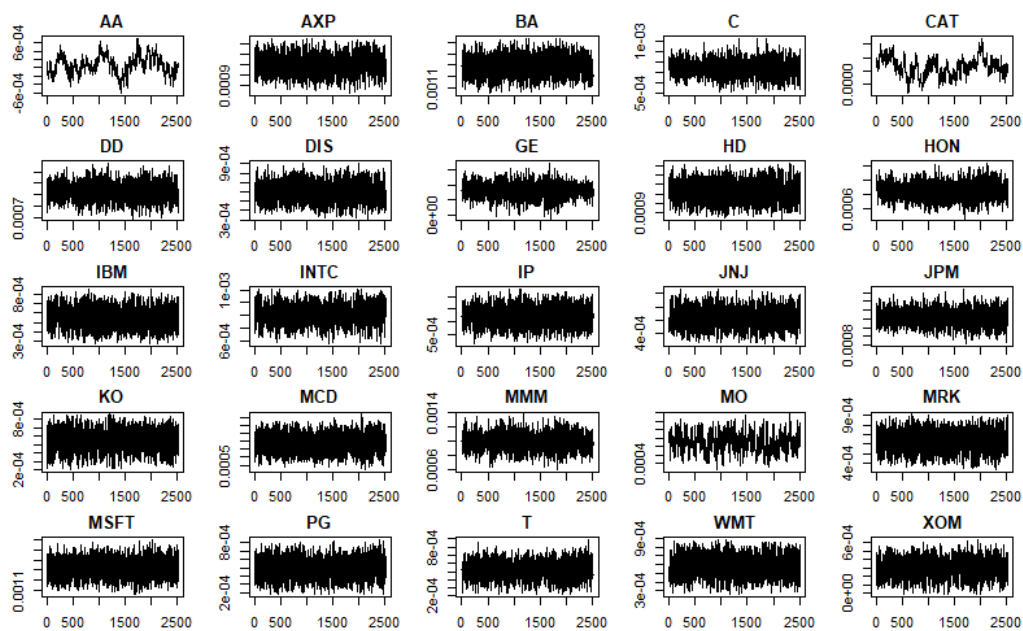 AA AXP BA C CAT
6e-04 -6e-04 0.0009 0.0011 1e-03 5e-04 0.0000
0 500 1500 2500 0 500 1500 2500 0 500 1500 2500 0 500 1500 2500 0 500 1500 2500
DD DIS GE HD HON
0.0007 9e-04 3e-04 0e+00 0.0009 0.0006
0 500 1500 2500 0 500 1500 2500 0 500 1500 2500 0 500 1500 2500 0 500 1500 2500
IBM INTC IP JNJ JPM
8e-04 3e-04 1e-03 6e-04 5e-04 4e-04 0.0008
0 500 1500 2500 0 500 1500 2500 0 500 1500 2500 0 500 1500 2500 0 500 1500 2500
KO MCD MMM MO MRK
8e-04 2e-04 0.0005 0.0014 0.0006 0.0004 9e-04 4e-04
0 500 1500 2500 0 500 1500 2500 0 500 1500 2500 0 500 1500 2500 0 500 1500 2500
MSFT PG T WMT XOM
0.0011 8e-04 2e-04 8e-04 2e-04 9e-04 3e-04 6e-04 0e+00
0 500 1500 2500 0 500 1500 2500 0 500 1500 2500 0 500 1500 2500 0 500 1500 2500